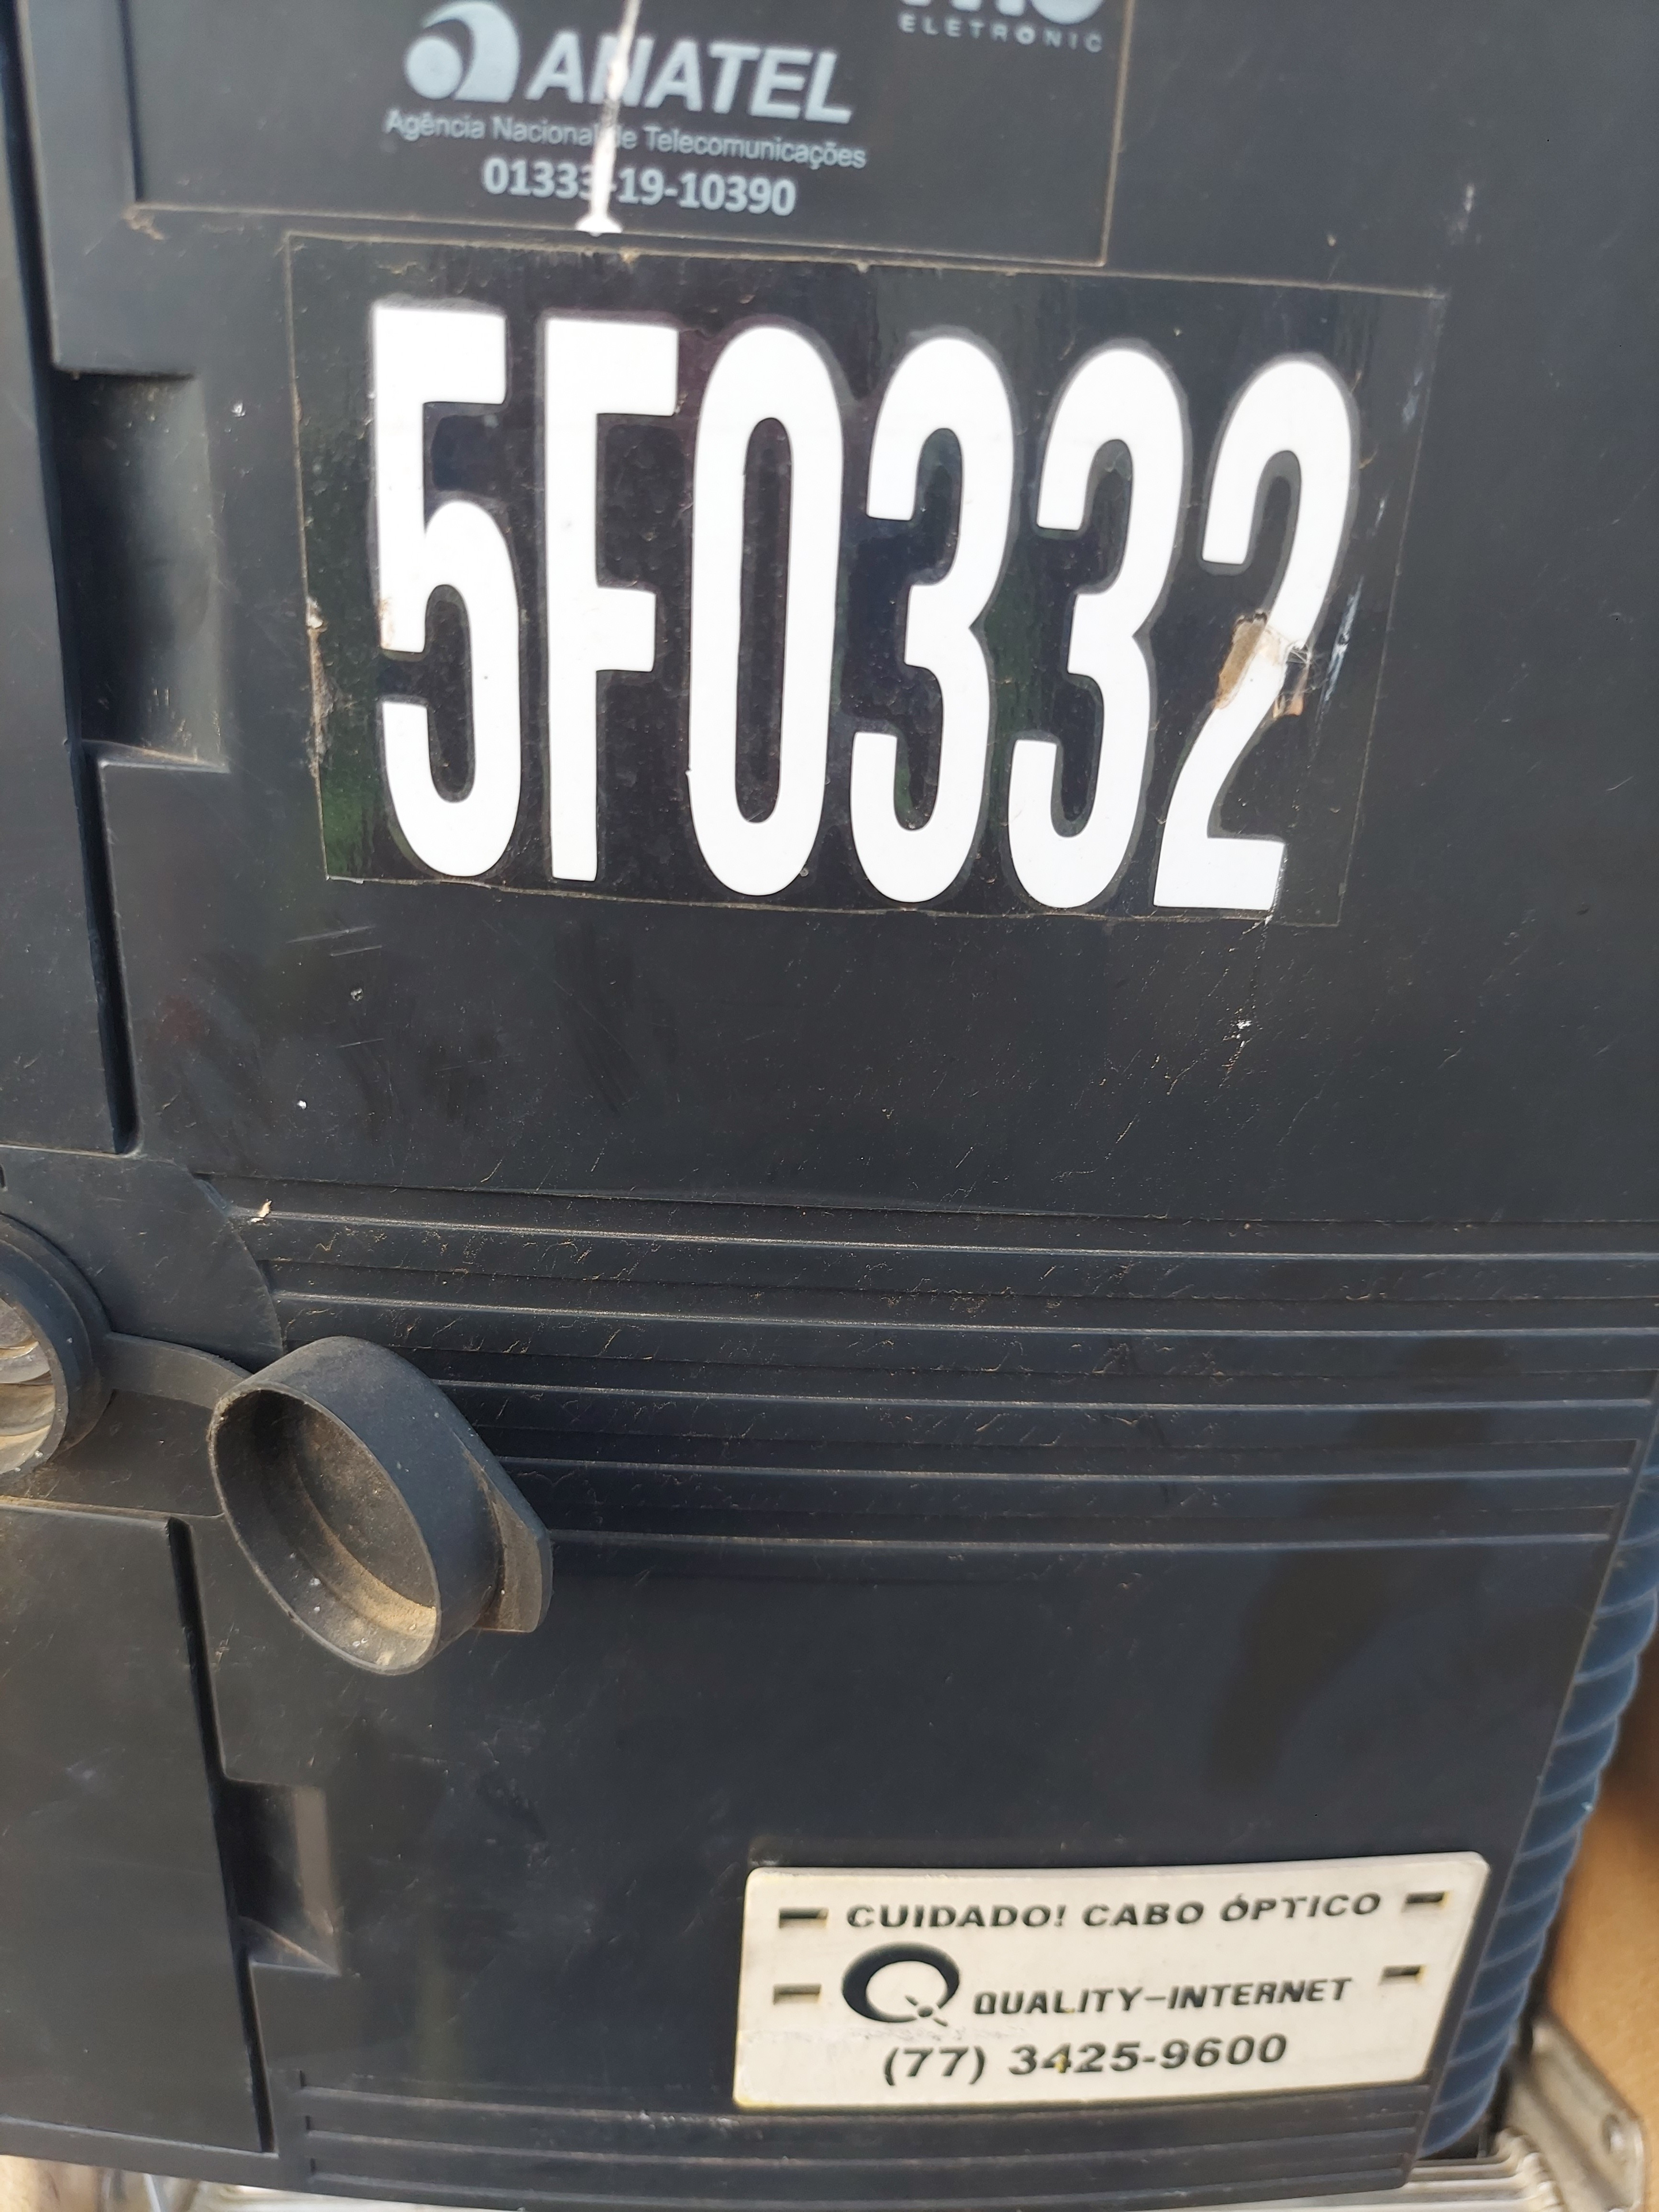 ELETRONIC
ANATEL
Agência Nacional de Telecomunicações
01333-19-10390
5F0332
CUIDADO! CABO ÓPTICO
QUALITY-INTERNET
(77) 3425-9600